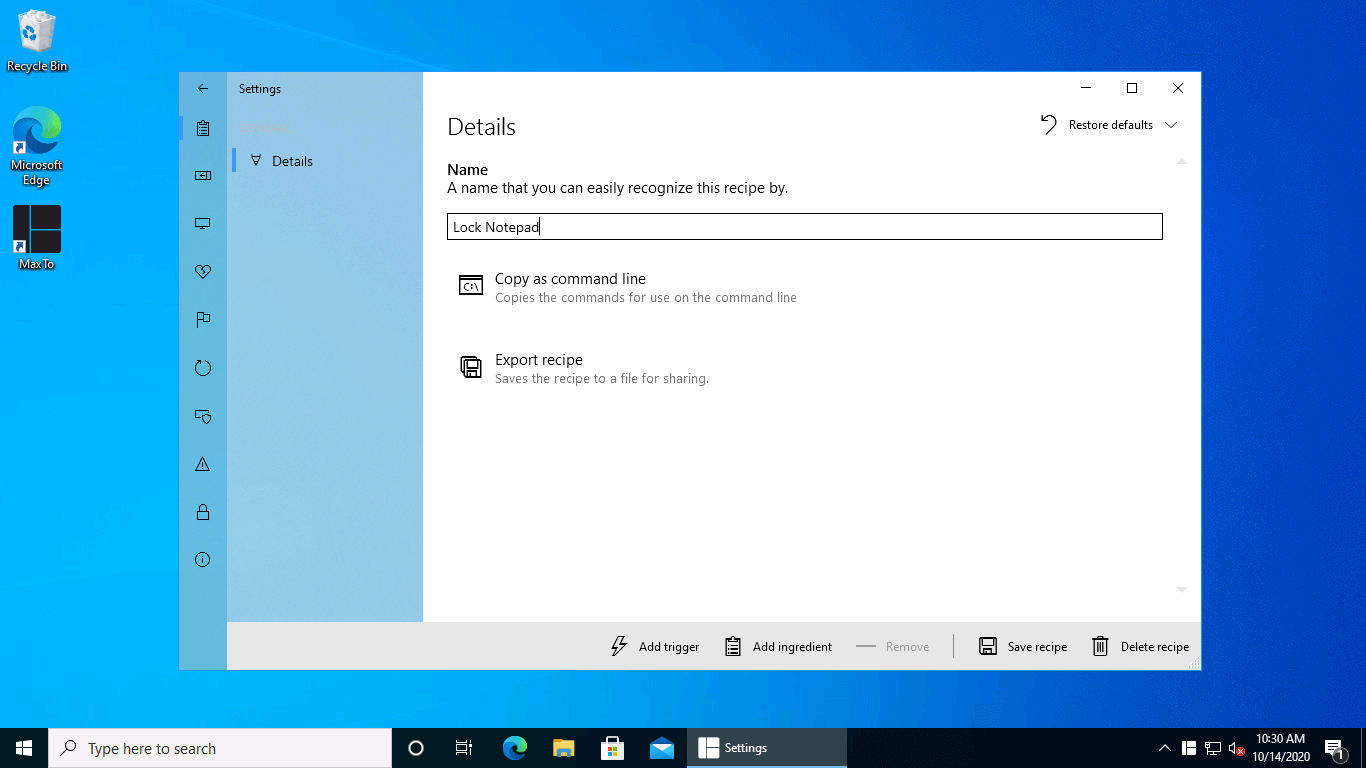 Recycle Bin
Microsoft
Edge
MaxTo
Settings
Details
Details
Restore defaults
Name
A name that you can easily recognize this recipe by.
Lock Notepad
C:\
Copy as command line
Copies the commands for use on the command line
Export recipe
Saves the recipe to a file for sharing.
Add trigger
Add ingredient
Remove
Save recipe
Delete recipe
Type here to search
Settings
10:30 AM
10/14/2020
1